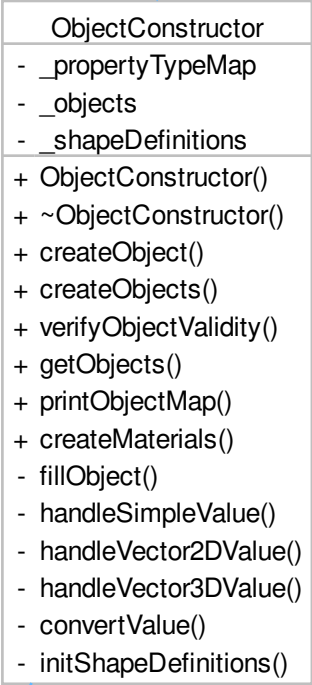 ObjectConstructor
- _propertyTypeMap
- _objects
- _shapeDefinitions
+ ObjectConstructor()
+ ~ObjectConstructor()
+ createObject()
+ createObjects()
+ verifyObjectValidity()
+ getObjects()
+ printObjectMap()
+ createMaterials()
- fillObject()
- handleSimpleValue()
- handleVector2DValue()
- handleVector3DValue()
- convertValue()
- initShapeDefinitions()